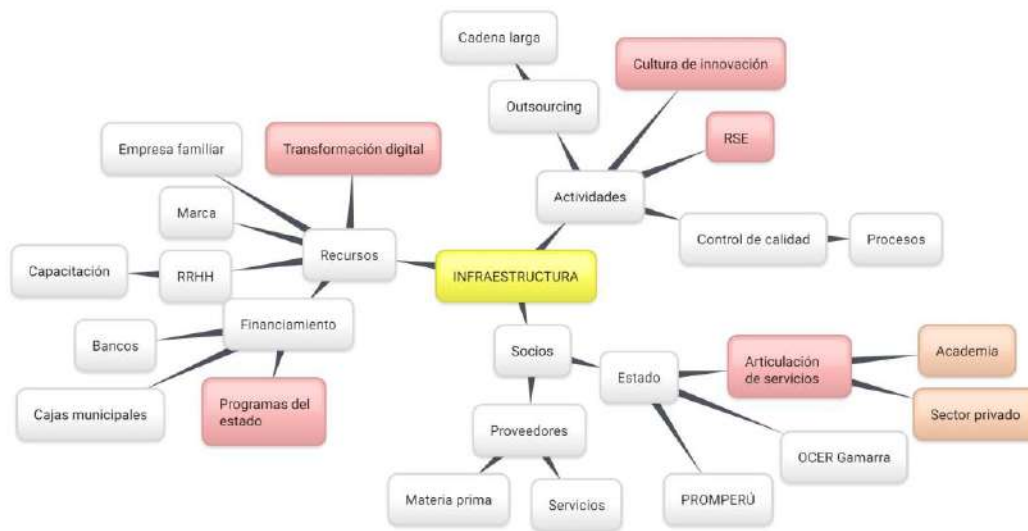 Cadena larga
Cultura de innovación
Outsourcing
Empresa familiar
Transformación digital
RSE
Marca
Actividades
Capacitación
RRHH
Recursos
Control de calidad
Procesos
INFRAESTRUCTURA
Financiamiento
Bancos
Socios
Articulación
de servicios
Academia
Estado
Cajas municipales
Programas del
estado
Sector privado
Proveedores
OCER Gamarra
Materia prima
Servicios
PROMPERÚ